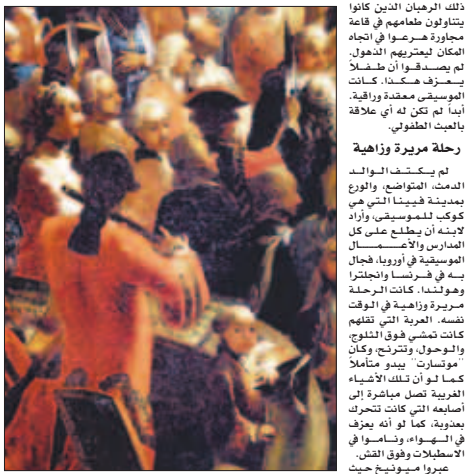 ذلك الرهبان الذين كانوا
يتناولون طعامهم في قاعة
مجاورة هرعوا في اتجاه
المكان ليعتريهم الذهول.
لم يصدقوا أن طفلاً
يعزف هكذا. كانت
الموسيقى معقدة وراقية.
أبداً لم تكن له أي علاقة
بالعبث الطفولي.
رحلة مريرة وزاهية
لم يكتف الوالد
الدمث، المتواضع، والورع
بمدينة فيينا التي هي
كوكب للموسيقى، وأراد
لابنه أن يطلع على كل
المدارس والأعمال
الموسيقية في أوروبا، فجال
به في فرنسا وانجلترا
وهولندا. كانت الرحلة
مريرة وزاهية في الوقت
نفسه. العربة التي تقلهم
كانت تمشي فوق الثلوج،
والوحول، وتترنح، وكان
"موتسارت" يبدو متأملاً
كما لو أن تلك الأشياء
الغريبة تصل مباشرة إلى
أصابعه التي كانت تتحرك
بعذوبة، كما لو أنه يعزف
في الهواء، وناموا في
الاسطبلات وفوق القش.
عبروا ميونيخ حيث